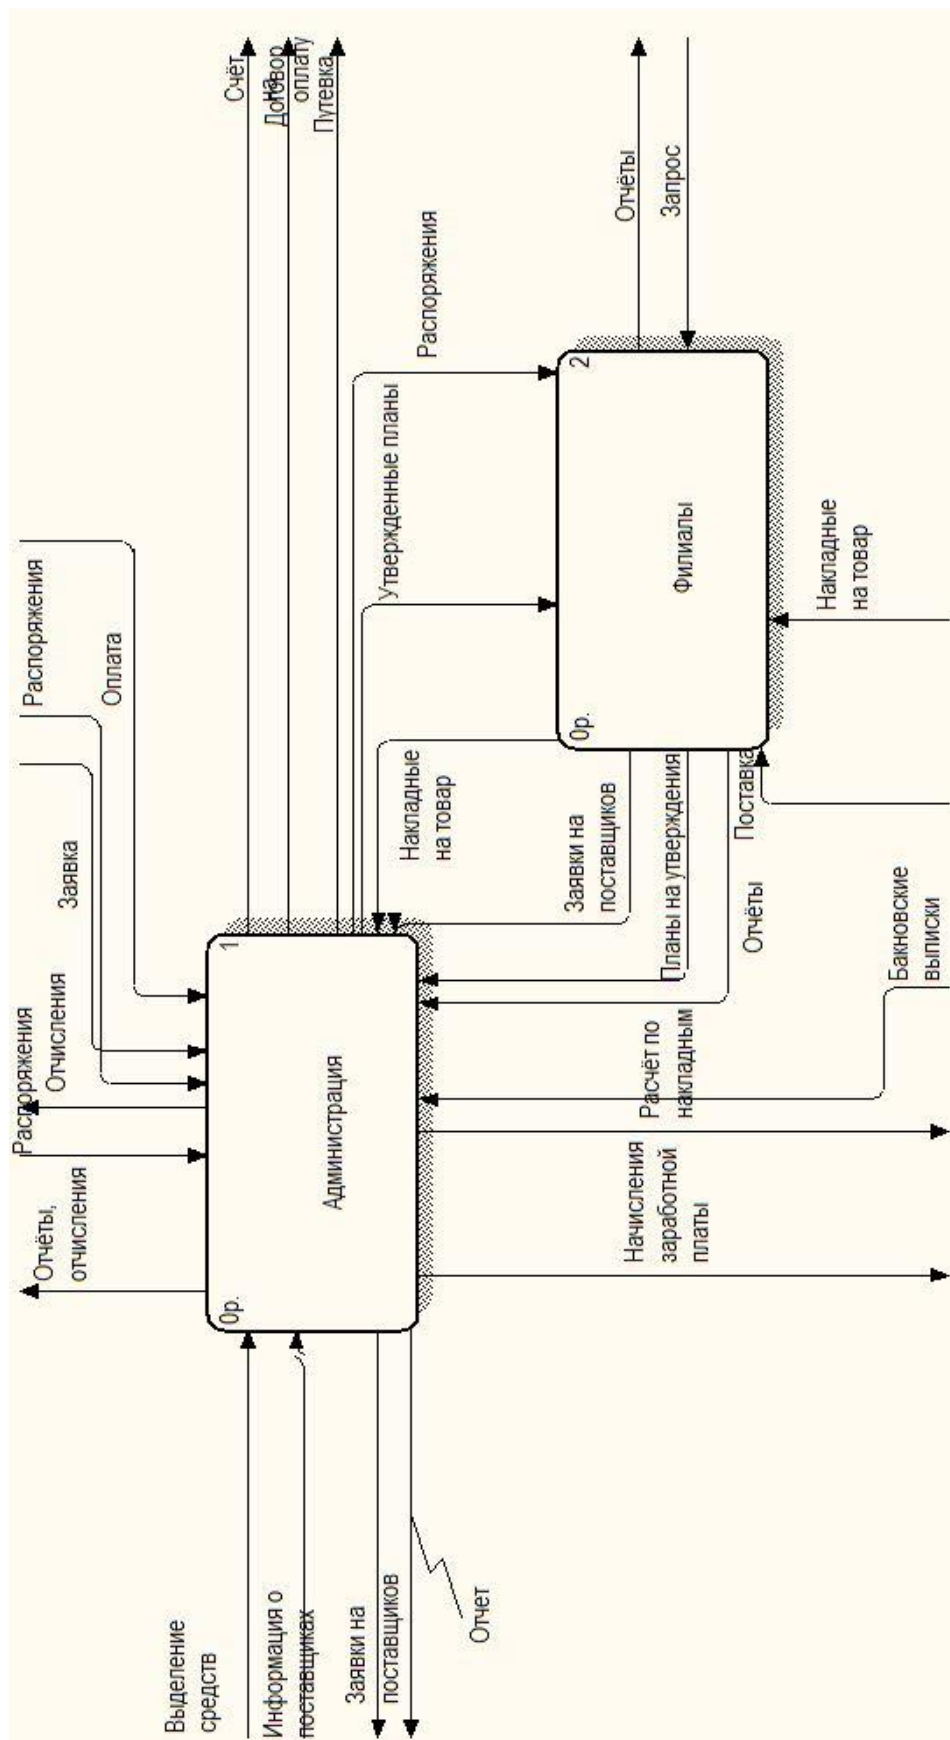 Выделение
средств
Информация о
поставщиках
Заявки на
поставщиков
Отчет
Отчёты,
отчисления
Распоряжения
Отчисления
Заявка
Распоряжения
Оплата
0р.
1
Администрация
Счёт
на
оплату
Договор
Путевка
Распоряжения
Утвержденные планы
Накладные
на товар
Заявки на
поставщиков
Планы на утверждения
Отчёты
Поставка
0р.
2
Филиалы
Отчёты
Запрос
Накладные
на товар
Бакновские
выписки
Расчёт по
накладным
Начисления
заработной
платы